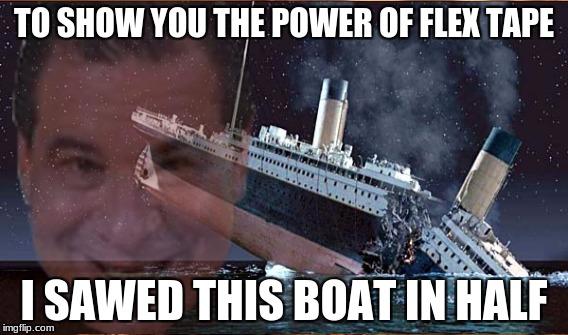 TO SHOW YOU THE POWER OF FLEX TAPE
I SAWED THIS BOAT IN HALF
imgflip.com